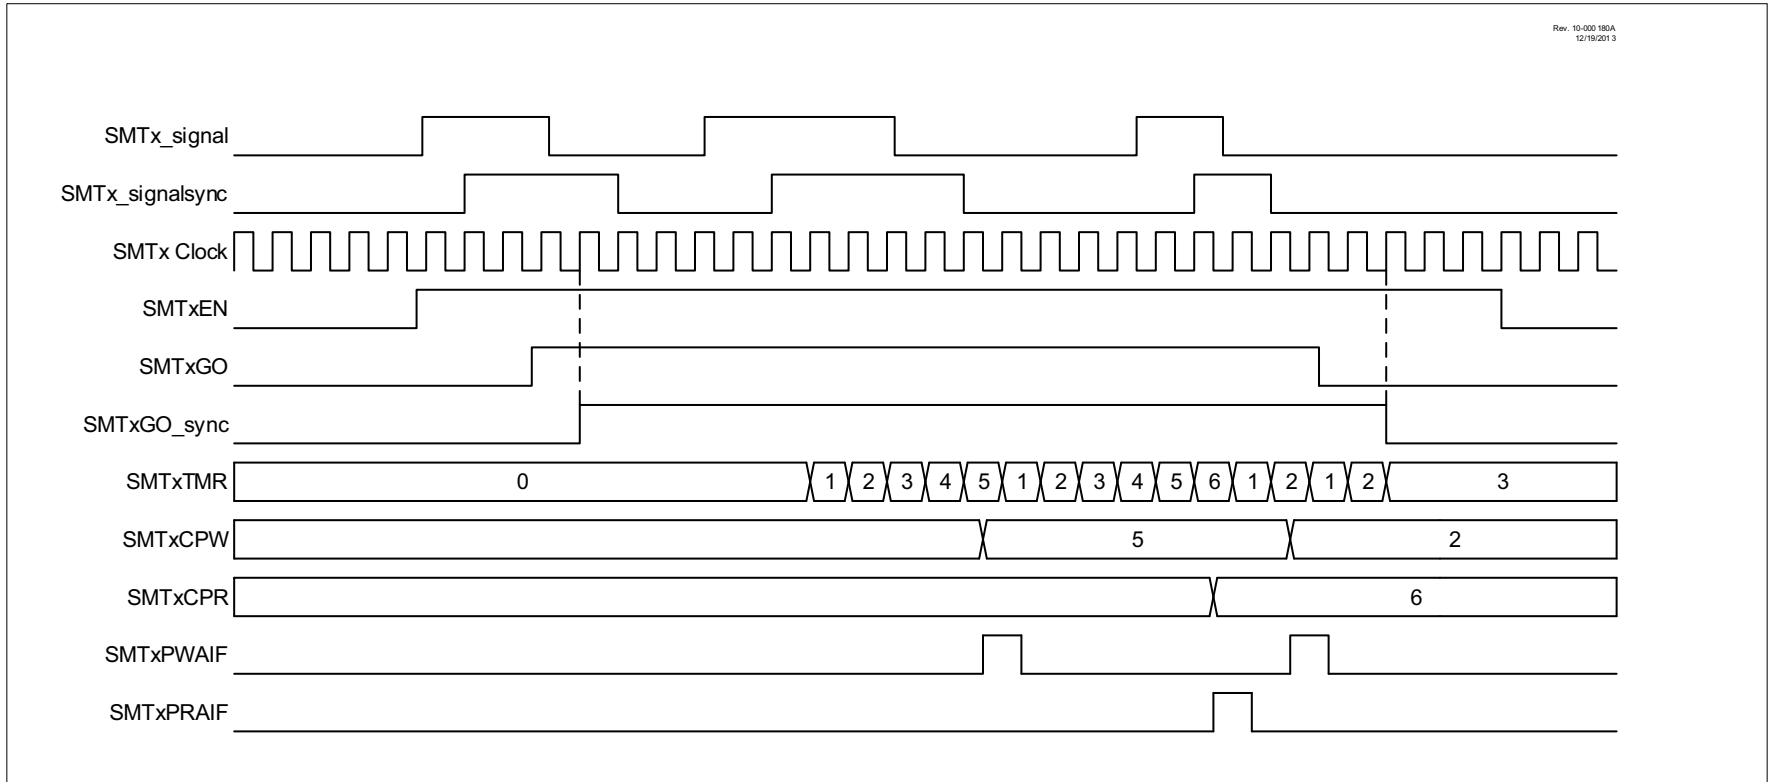 Rev. 10-000 180A
12/19/201 3
SMTx_signal
SMTx_signalsync
SMTx Clock
SMTxEN
SMTxGO
SMTxGO_sync
SMTxTMR 0 1 2 3 4 5 1 2 3 4 5 6 1 2 1 2 3
SMTxCPW 5 2
SMTxCPR 6
SMTxPWAIF
SMTxPRAIF